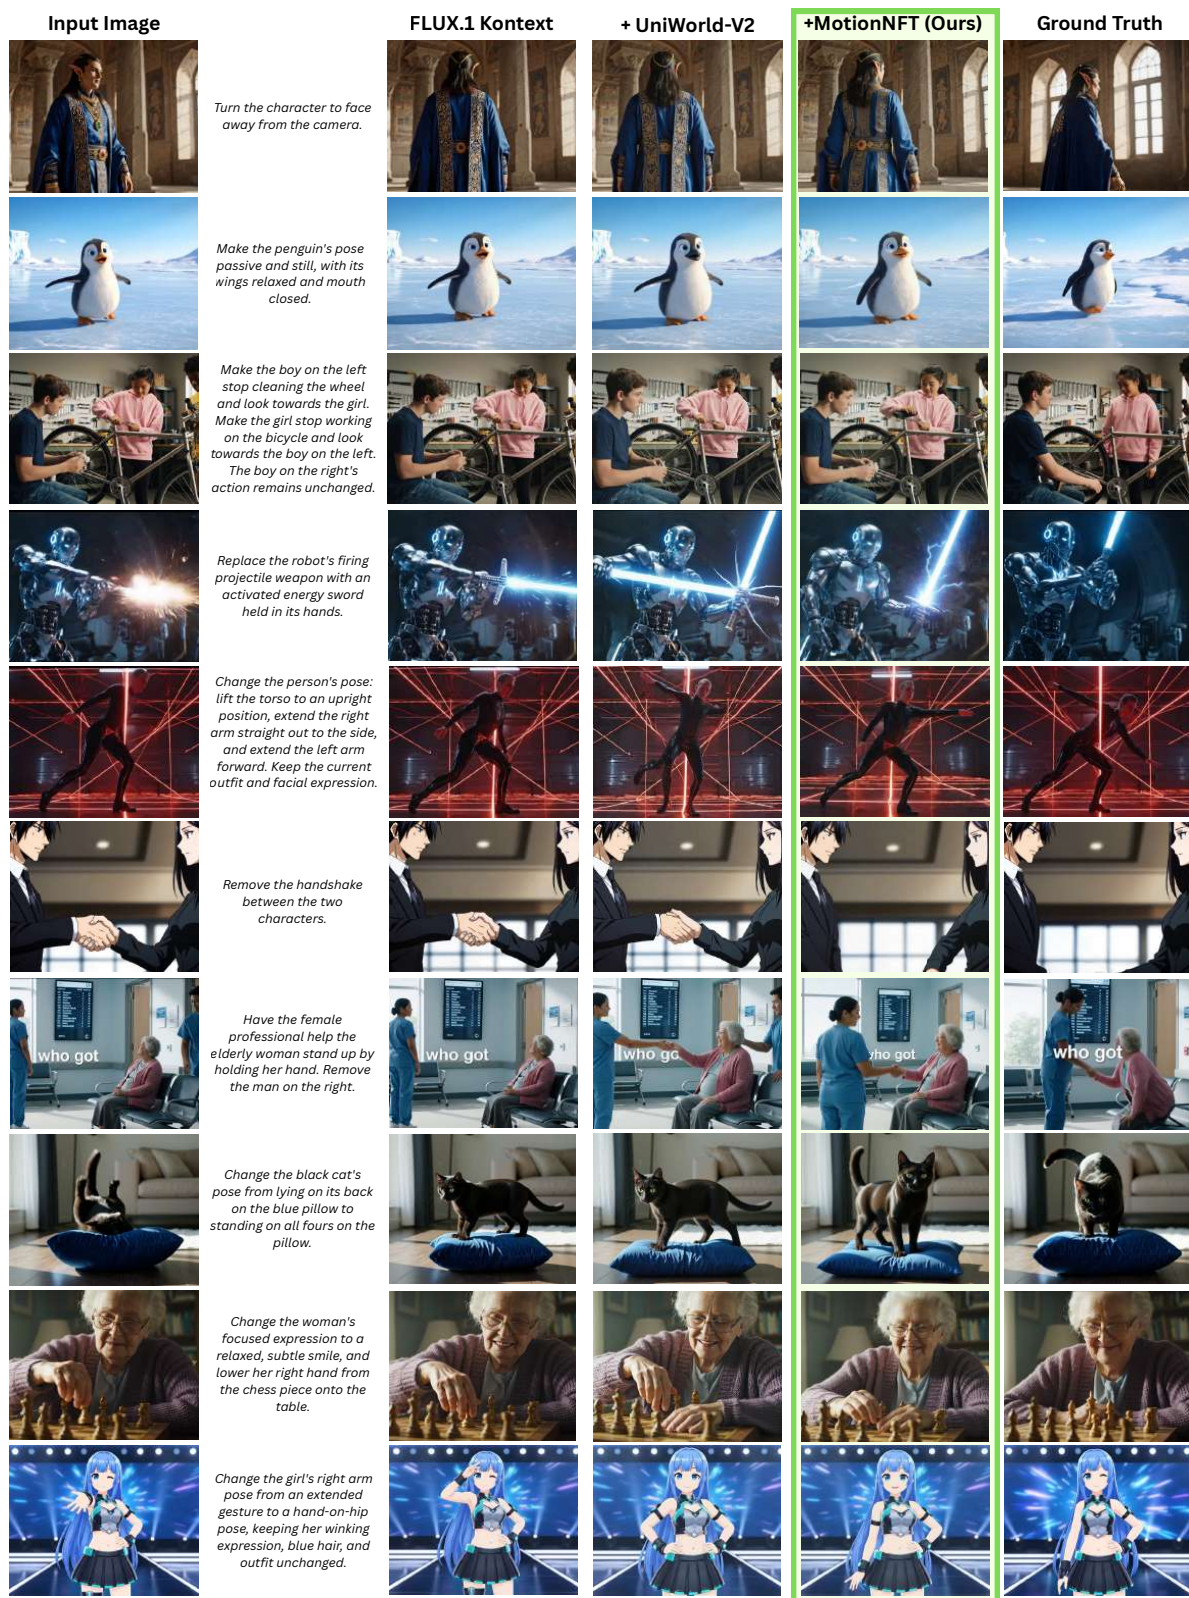 Input Image
FLUX.1 Kontext
+ UniWorld-V2
+MotionNFT (Ours)
Ground Truth
Turn the character to face
away from the camera.
Make the penguin's pose
passive and still, with its
wings relaxed and mouth
closed.
Make the boy on the left
stop cleaning the wheel
and look towards the girl.
Make the girl stop working
on the bicycle and look
towards the boy on the left.
The boy on the right's
action remains unchanged.
Replace the robot's firing
projectile weapon with an
activated energy sword
held in its hands.
Change the person's pose:
lift the torso to an upright
position, extend the right
arm straight out to the side,
and extend the left arm
forward. Keep the current
outfit and facial expression.
Remove the handshake
between the two
characters.
Have the female
professional help the
elderly woman stand up by
holding her hand. Remove
the man on the right.
who got
who got
who go
who got
who got
Change the black cat's
pose from lying on its back
on the blue pillow to
standing on all fours on the
pillow.
Change the woman's
focused expression to a
relaxed, subtle smile, and
lower her right hand from
the chess piece onto the
table.
Change the girl's right arm
pose from an extended
gesture to a hand-on-hip
pose, keeping her winking
expression, blue hair, and
outfit unchanged.